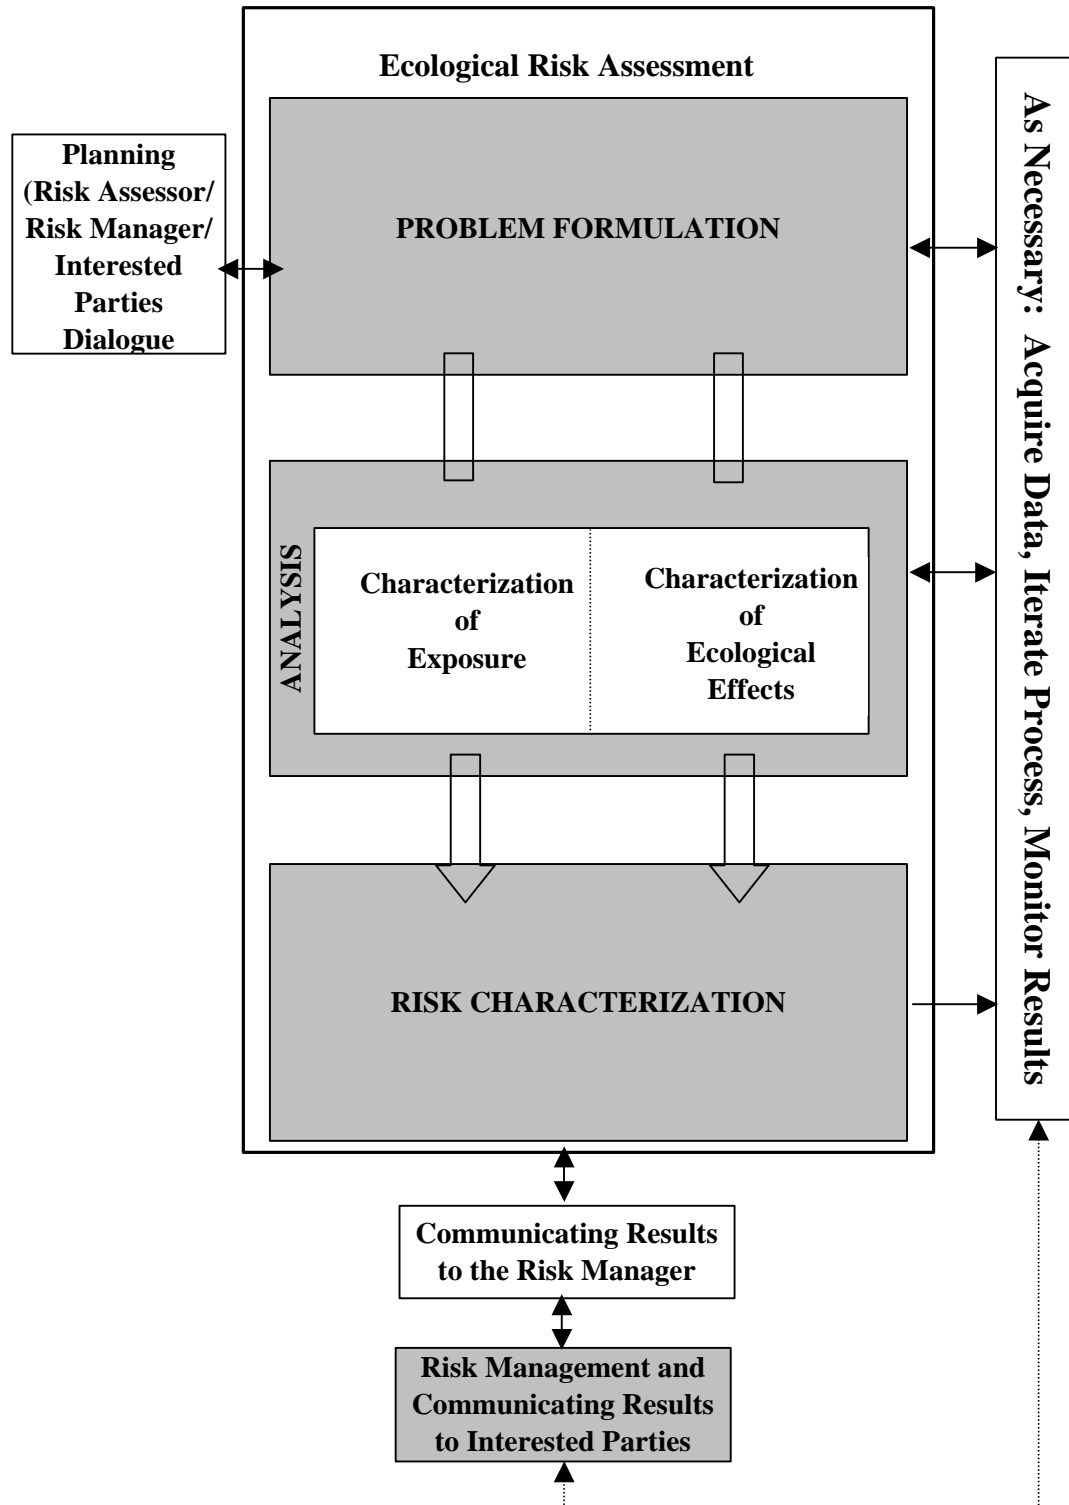 Ecological Risk Assessment
Planning
(Risk Assessor/
Risk Manager/
Interested
Parties
Dialogue
PROBLEM FORMULATION
ANALYSIS
Characterization
of
Exposure
Characterization
of
Ecological
Effects
RISK CHARACTERIZATION
As Necessary: Acquire Data, Iterate Process, Monitor Results
Communicating Results
to the Risk Manager
Risk Management and
Communicating Results
to Interested Parties